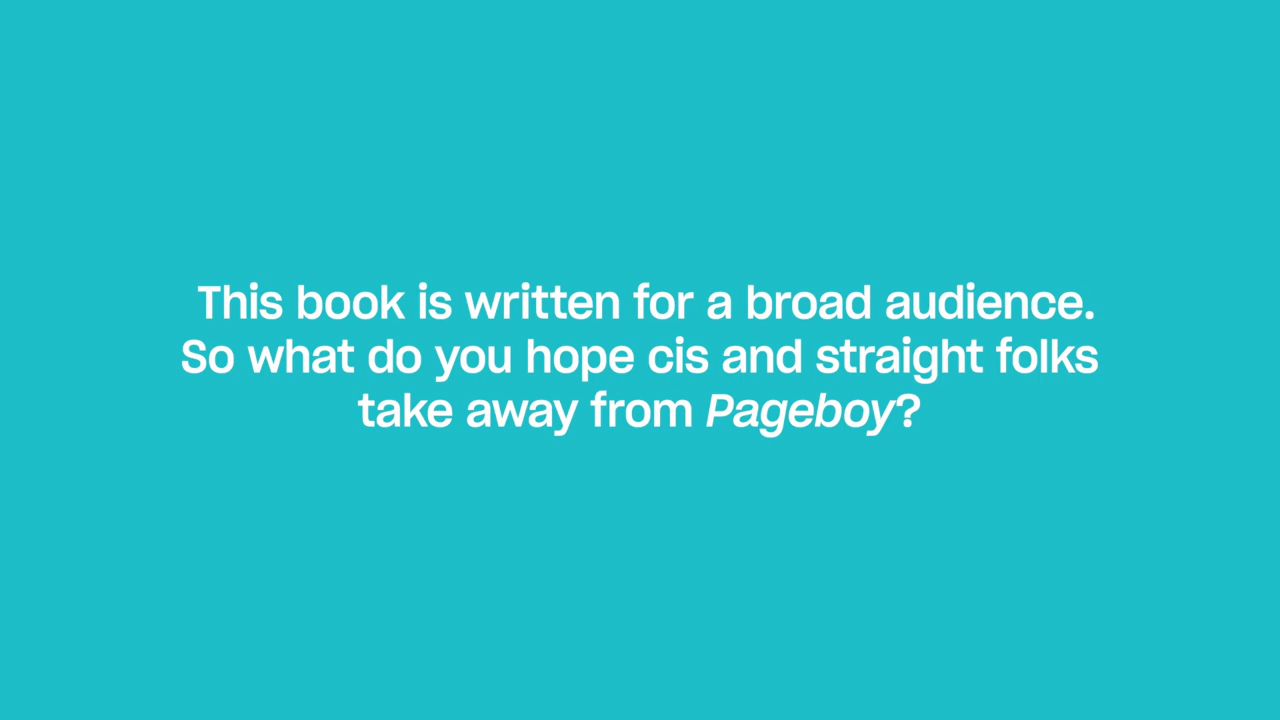 This book is written for a broad audience.
So what do you hope cis and straight folks
take away from Pageboy?